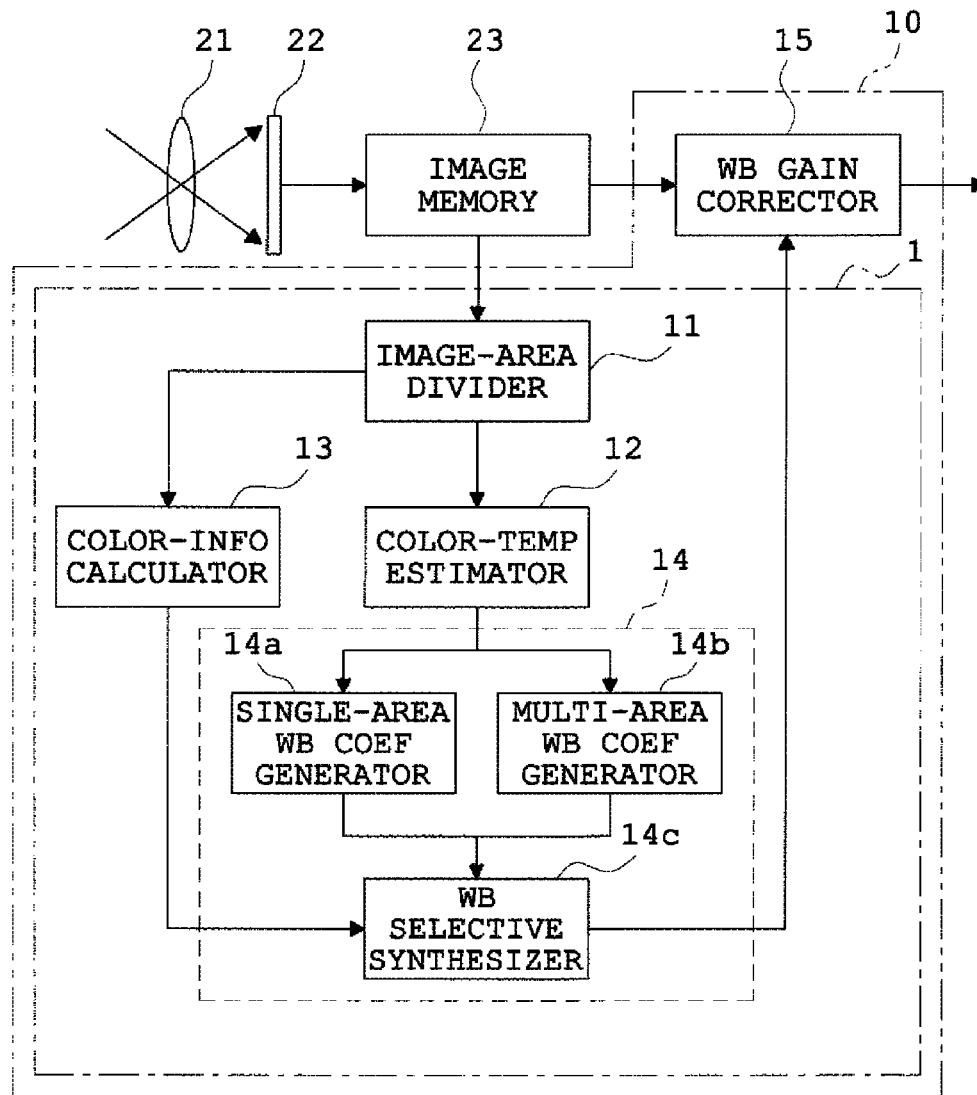 21
22
23
15
10
IMAGE
MEMORY
WB GAIN
CORRECTOR
1
11
IMAGE-AREA
DIVIDER
13
12
COLOR-INFO
CALCULATOR
COLOR-TEMP
ESTIMATOR
14
14a
14b
SINGLE-AREA
WB COEF
GENERATOR
MULTI-AREA
WB COEF
GENERATOR
14c
WB
SELECTIVE
SYNTHESIZER